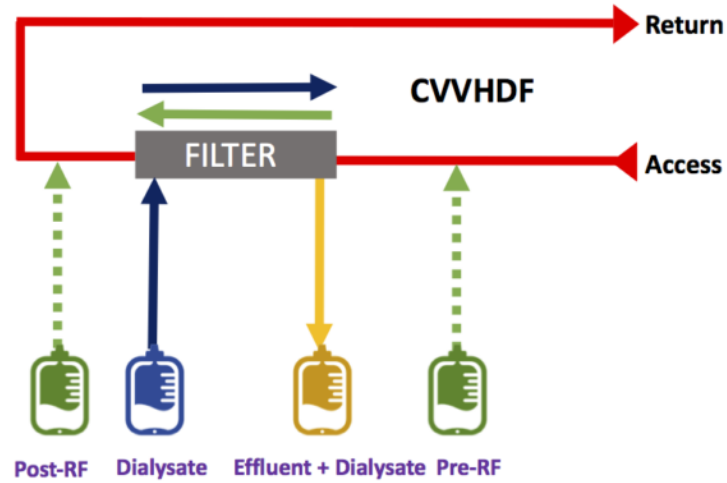 Return
CVVHDF
FILTER
Access
Post-RF
Dialysate
Effluent + Dialysate
Pre-RF